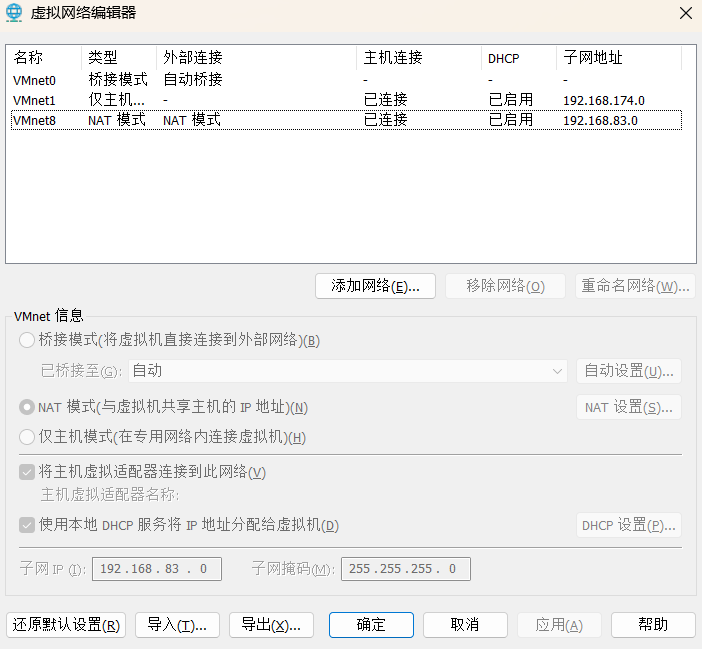 虚拟网络编辑器
名称 类型 外部连接 主机连接 DHCP 子网地址
VMnet0 桥接模式 自动桥接 - - -
VMnet1 仅主机... - 已连接 已启用 192.168.174.0
VMnet8 NAT 模式 NAT 模式 已连接 已启用 192.168.83.0
添加网络(E)... 移除网络(O) 重命名网络(W)...
VMnet 信息
桥接模式(将虚拟机直接连接到外部网络)(B)
已桥接至(G): 自动 自动设置(U)...
NAT 模式(与虚拟机共享主机的 IP 地址)(N) NAT 设置(S)...
仅主机模式(在专用网络内连接虚拟机)(H)
将主机虚拟适配器连接到此网络(V)
主机虚拟适配器名称:
使用本地 DHCP 服务将 IP 地址分配给虚拟机(D) DHCP 设置(P)...
子网 IP (I): 192 . 168 . 83 . 0 子网掩码(M): 255 . 255 . 255 . 0
还原默认设置(R) 导入(T)... 导出(X)... 确定 取消 应用(A) 帮助